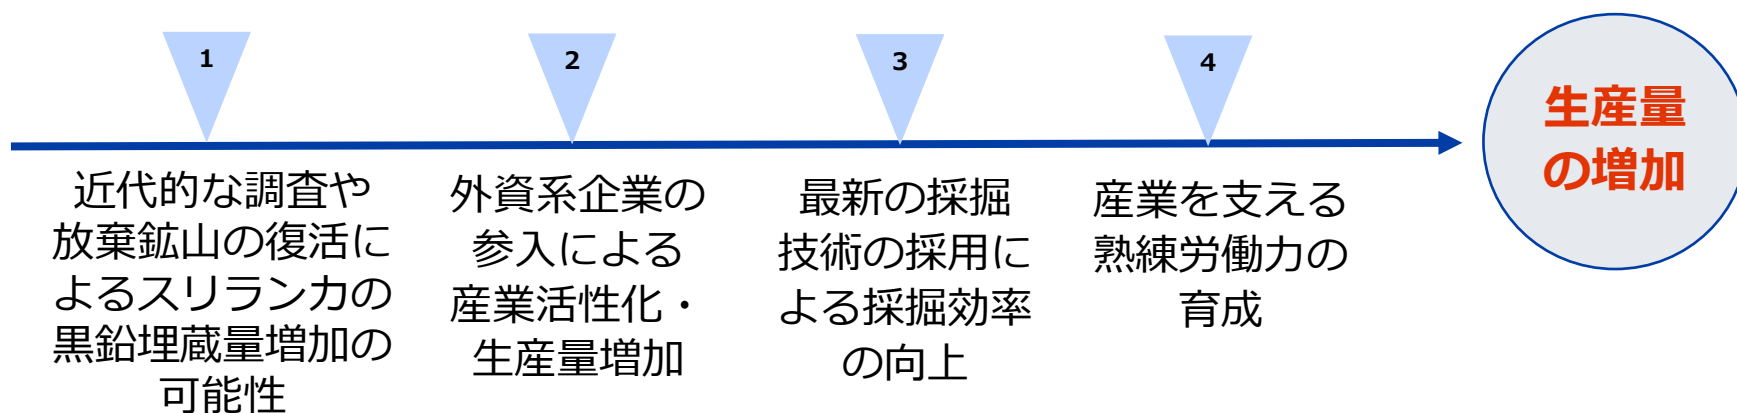 1
近代的な調査や
放棄鉱山の復活に
よるスリランカの
黒鉛埋蔵量増加の
可能性
2
外資系企業の
参入による
産業活性化・
生産量増加
3
最新の採掘
技術の採用に
よる採掘効率
の向上
4
産業を支える
熟練労働力の
育成
生産量
の増加